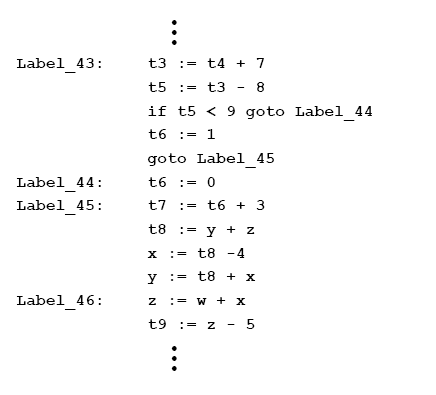 Label_43: t3 := t4 + 7
t5 := t3 - 8
if t5 < 9 goto Label_44
t6 := 1
goto Label_45
Label_44: t6 := 0
Label_45: t7 := t6 + 3
t8 := y + z
x := t8 -4
y := t8 + x
Label_46: z := w + x
t9 := z - 5